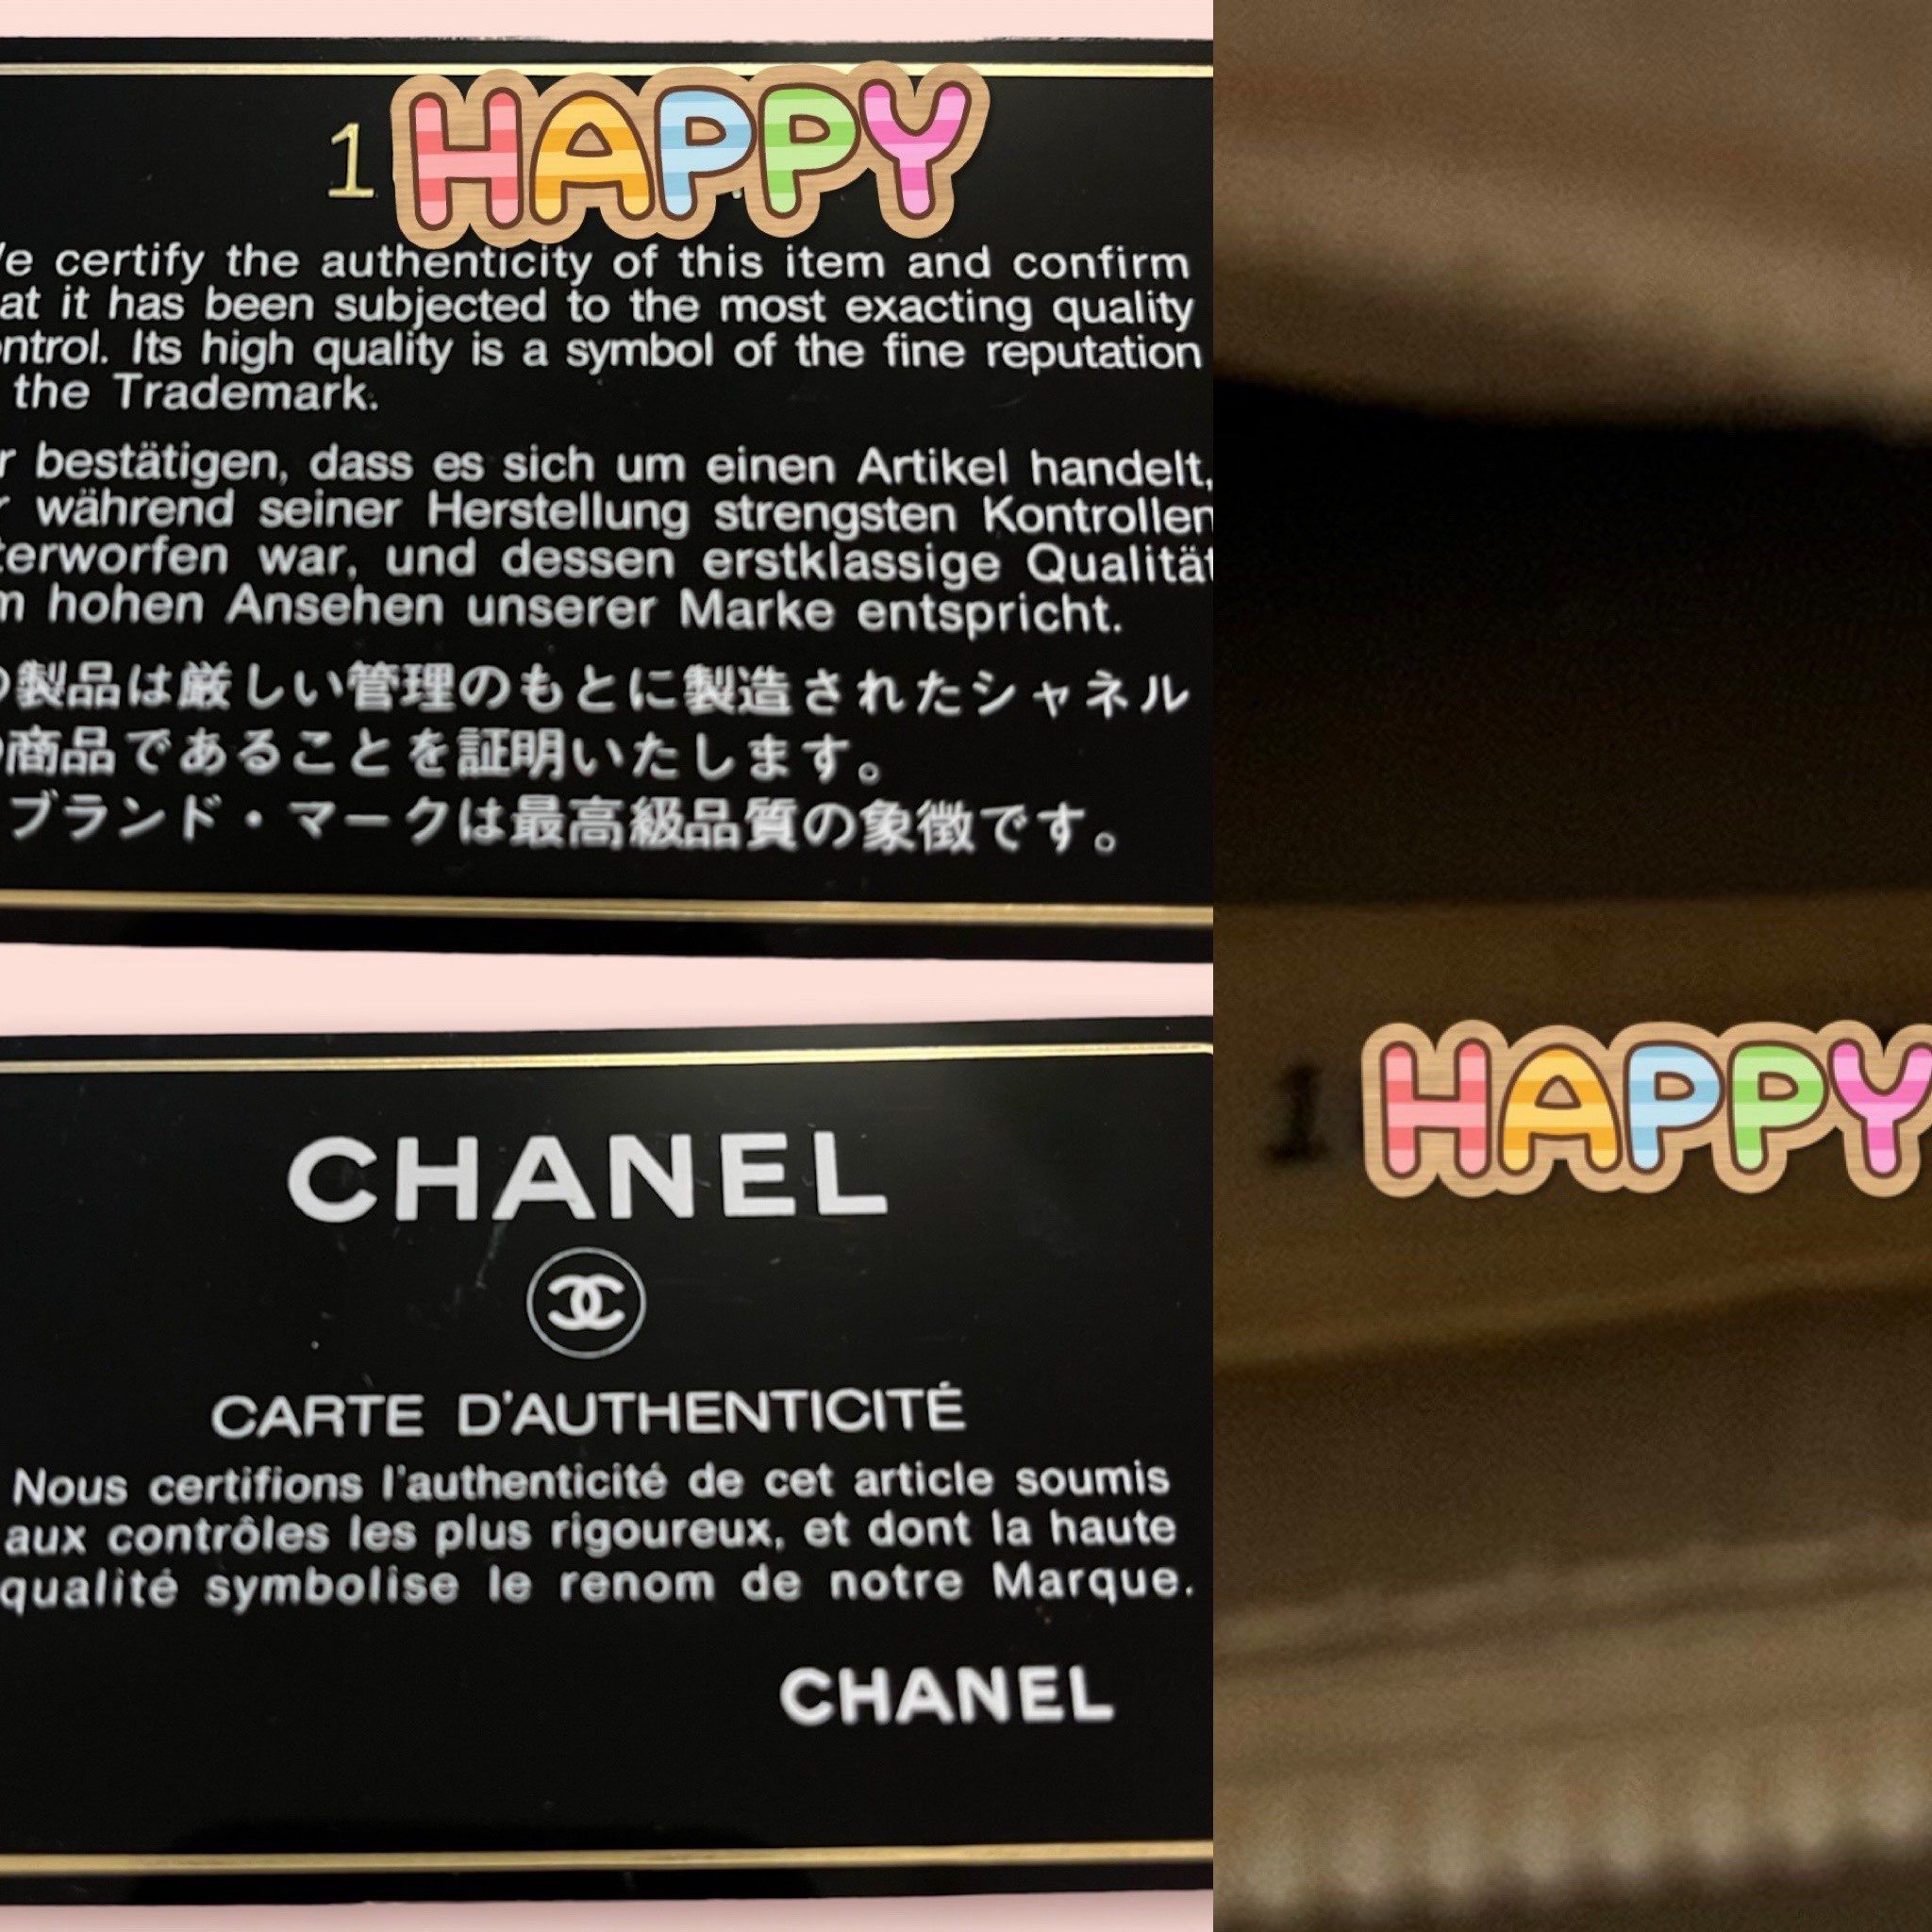 1 HAPPY
e certify the authenticity of this item and confirm
at it has been subjected to the most exacting quality
ntrol. Its high quality is a symbol of the fine reputation
the Trademark.
r bestätigen, dass es sich um einen Artikel handelt,
r während seiner Herstellung strengsten Kontrollen
terworfen war, und dessen erstklassige Qualität
m hohen Ansehen unserer Marke entspricht.
の製品は厳しい管理のもとに製造されたシャネル
の商品であることを証明いたします。
ブランド・マークは最高級品質の象徴です。
CHANEL
CARTE D'AUTHENTICITÉ
Nous certifions l'authenticité de cet article soumis
aux contrôles les plus rigoureux, et dont la haute
qualité symbolise le renom de notre Marque.
CHANEL
1 HAPPY